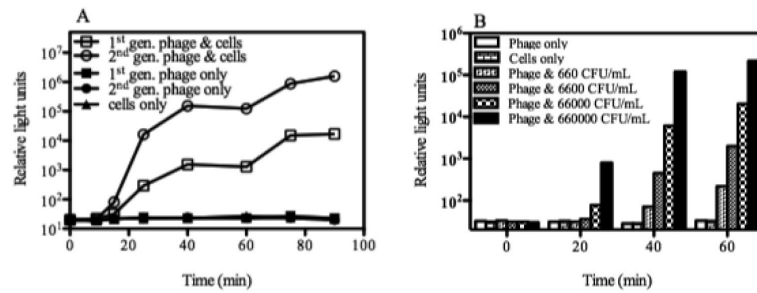 A
1st gen. phage & cells
2nd gen. phage & cells
1st gen. phage only
2nd gen. phage only
cells only
Relative light units
10^7
10^6
10^5
10^4
10^3
10^2
10^1
0 20 40 60 80 100
Time (min)
B
Phage only
Cells only
Phage & 660 CFU/mL
Phage & 6600 CFU/mL
Phage & 66000 CFU/mL
Phage & 660000 CFU/mL
Relative light units
10^6
10^5
10^4
10^3
10^2
0 20 40 60
Time (min)